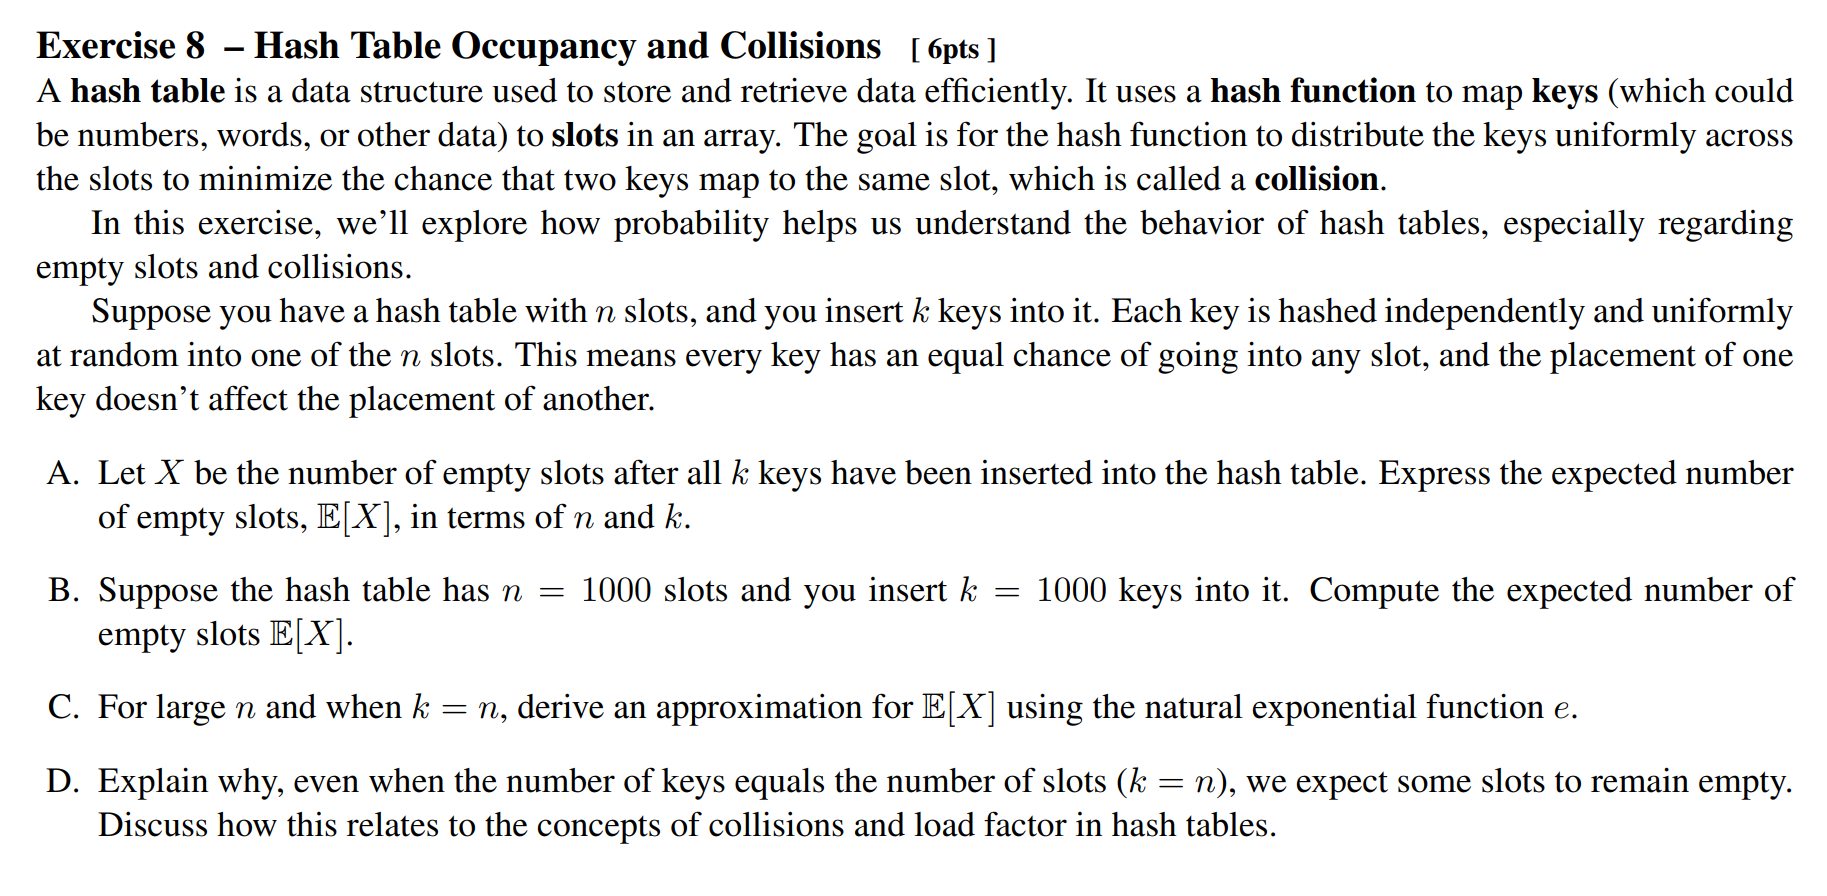 Exercise 8 – Hash Table Occupancy and Collisions [ 6pts ]
A hash table is a data structure used to store and retrieve data efficiently. It uses a hash function to map keys (which could
be numbers, words, or other data) to slots in an array. The goal is for the hash function to distribute the keys uniformly across
the slots to minimize the chance that two keys map to the same slot, which is called a collision.
In this exercise, we’ll explore how probability helps us understand the behavior of hash tables, especially regarding
empty slots and collisions.
Suppose you have a hash table with n slots, and you insert k keys into it. Each key is hashed independently and uniformly
at random into one of the n slots. This means every key has an equal chance of going into any slot, and the placement of one
key doesn’t affect the placement of another.
A. Let X be the number of empty slots after all k keys have been inserted into the hash table. Express the expected number
of empty slots, 𝔼[X], in terms of n and k.
B. Suppose the hash table has n = 1000 slots and you insert k = 1000 keys into it. Compute the expected number of
empty slots 𝔼[X].
C. For large n and when k = n, derive an approximation for 𝔼[X] using the natural exponential function e.
D. Explain why, even when the number of keys equals the number of slots (k = n), we expect some slots to remain empty.
Discuss how this relates to the concepts of collisions and load factor in hash tables.